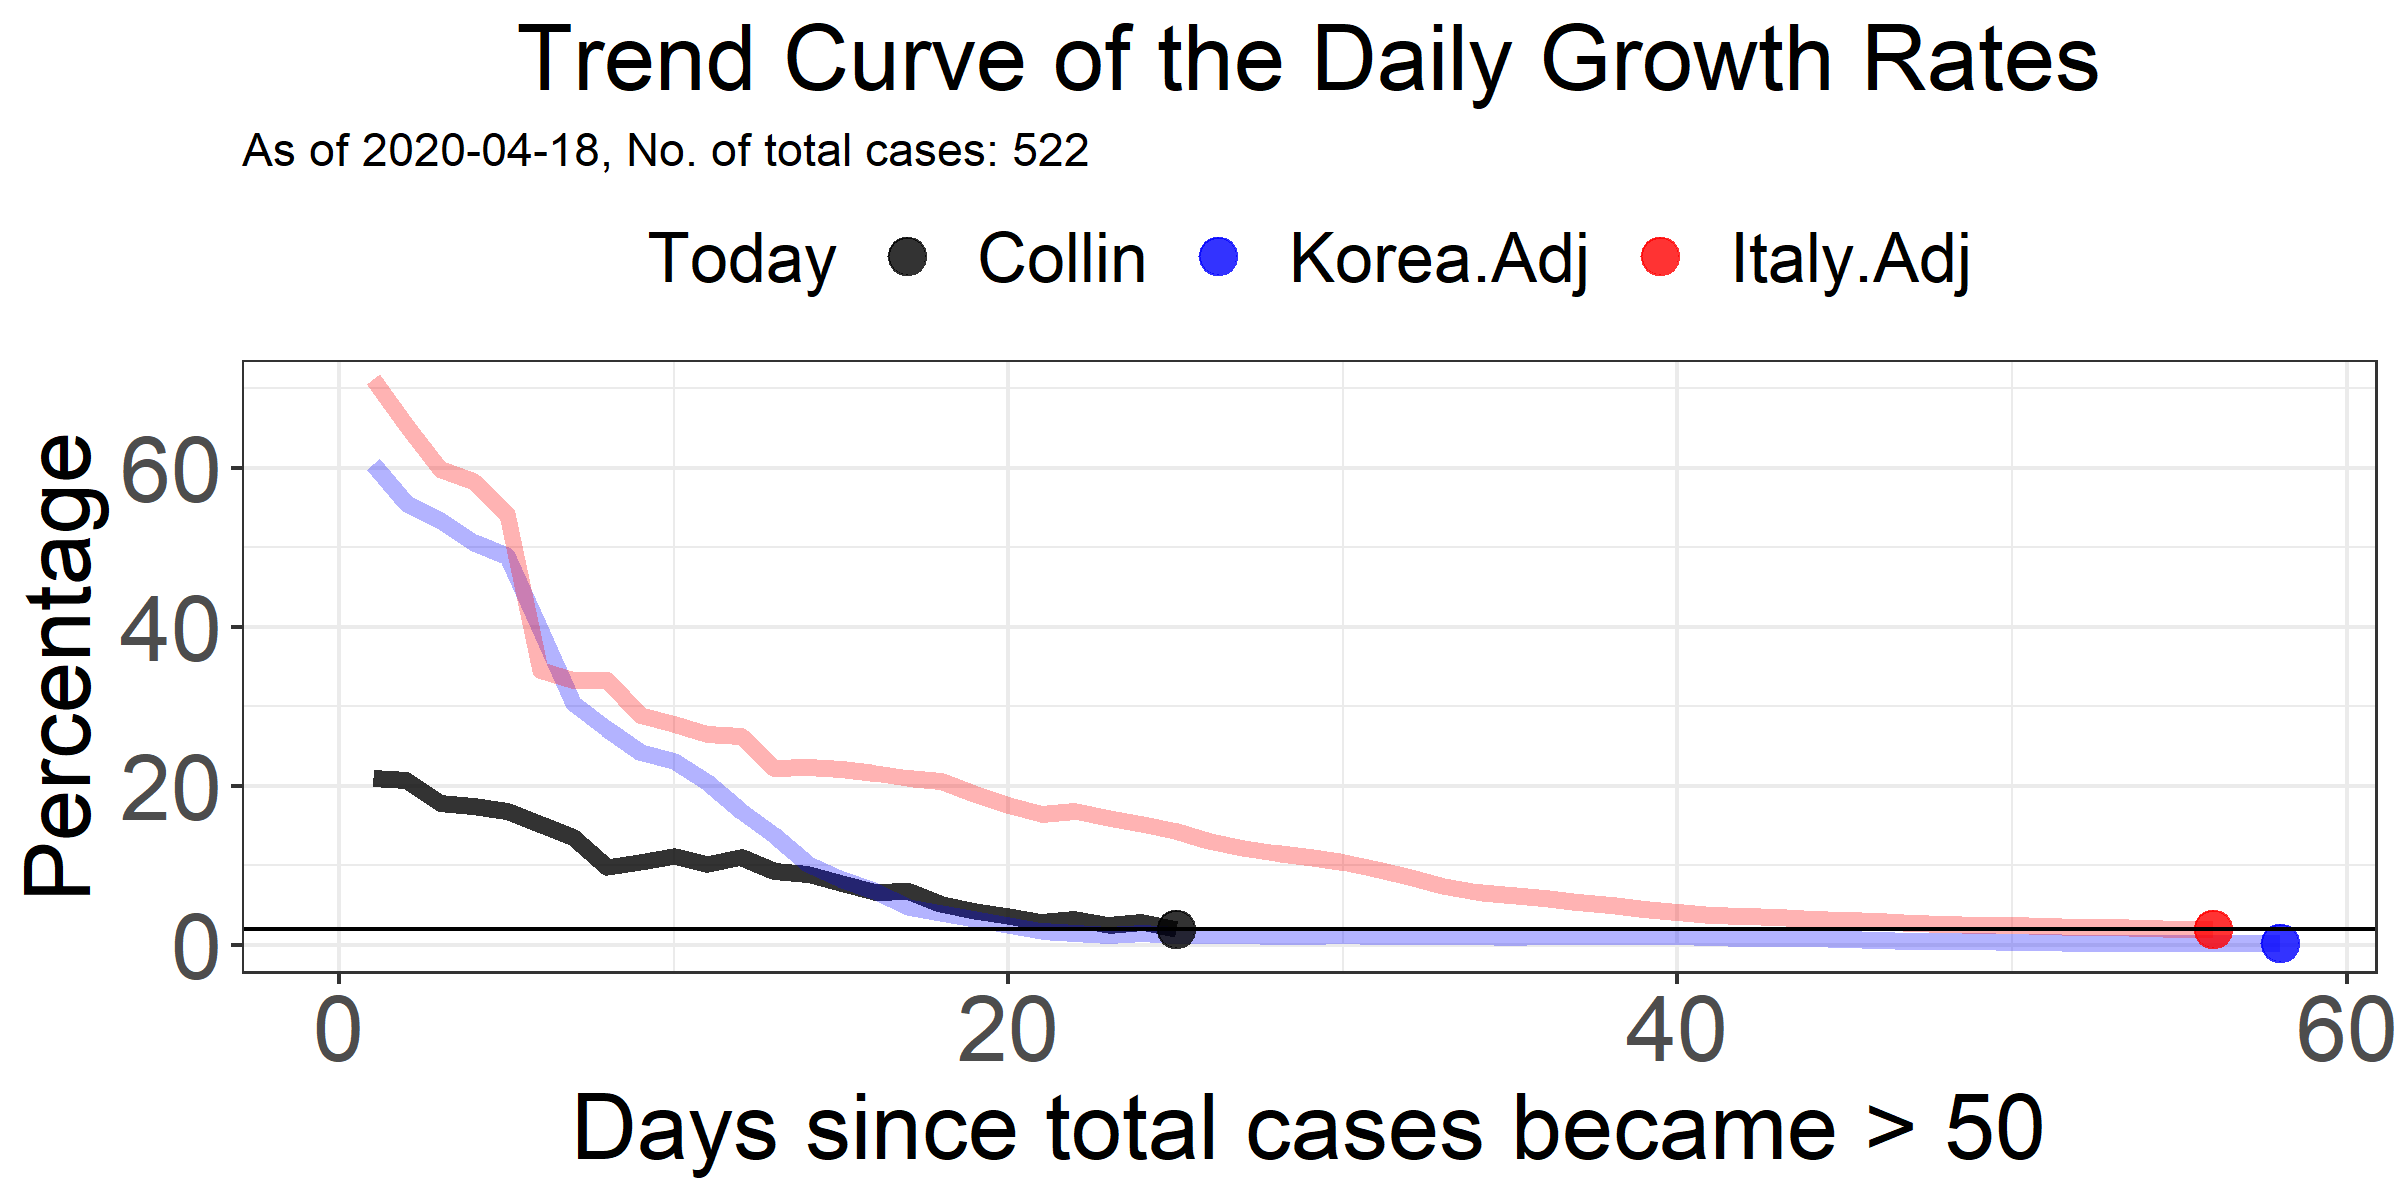 Trend Curve of the Daily Growth Rates
As of 2020-04-18, No. of total cases: 522
Today Collin Korea.Adj Italy.Adj
Percentage
60
40
20
0
0 20 40 60
Days since total cases became > 50